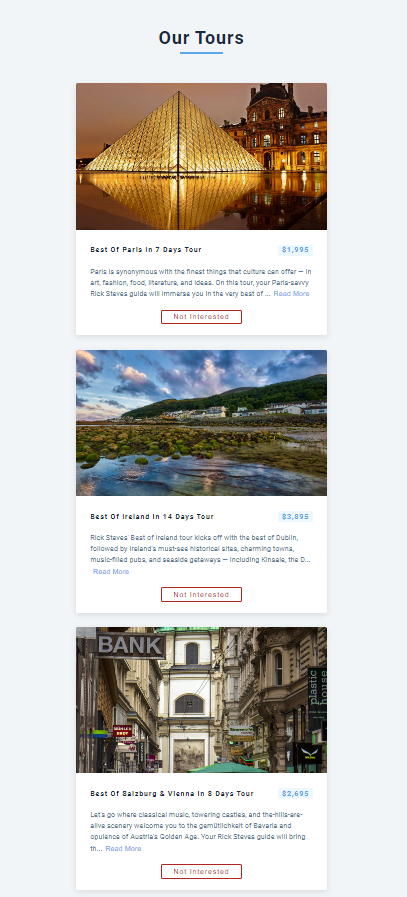 Our Tours
Best Of Paris In 7 Days Tour
$1,995
Paris is synonymous with the finest things that culture can offer — in
art, fashion, food, literature, and ideas. On this tour, your Paris-savvy
Rick Steves guide will immerse you in the very best of ... Read More
Not Interested
Best Of Ireland In 14 Days Tour
$3,895
Rick Steves' Best of Ireland tour kicks off with the best of Dublin,
followed by Ireland's must-see historical sites, charming towns,
music-filled pubs, and seaside getaways — including Kinsale, the D...
Read More
Not Interested
BANK
plastic
house
Best Of Salzburg & Vienna In 8 Days Tour
$2,695
Let's go where classical music, towering castles, and the-hills-are-
alive scenery welcome you to the gemütlichkeit of Bavaria and
opulence of Austria's Golden Age. Your Rick Steves guide will bring
th... Read More
Not Interested